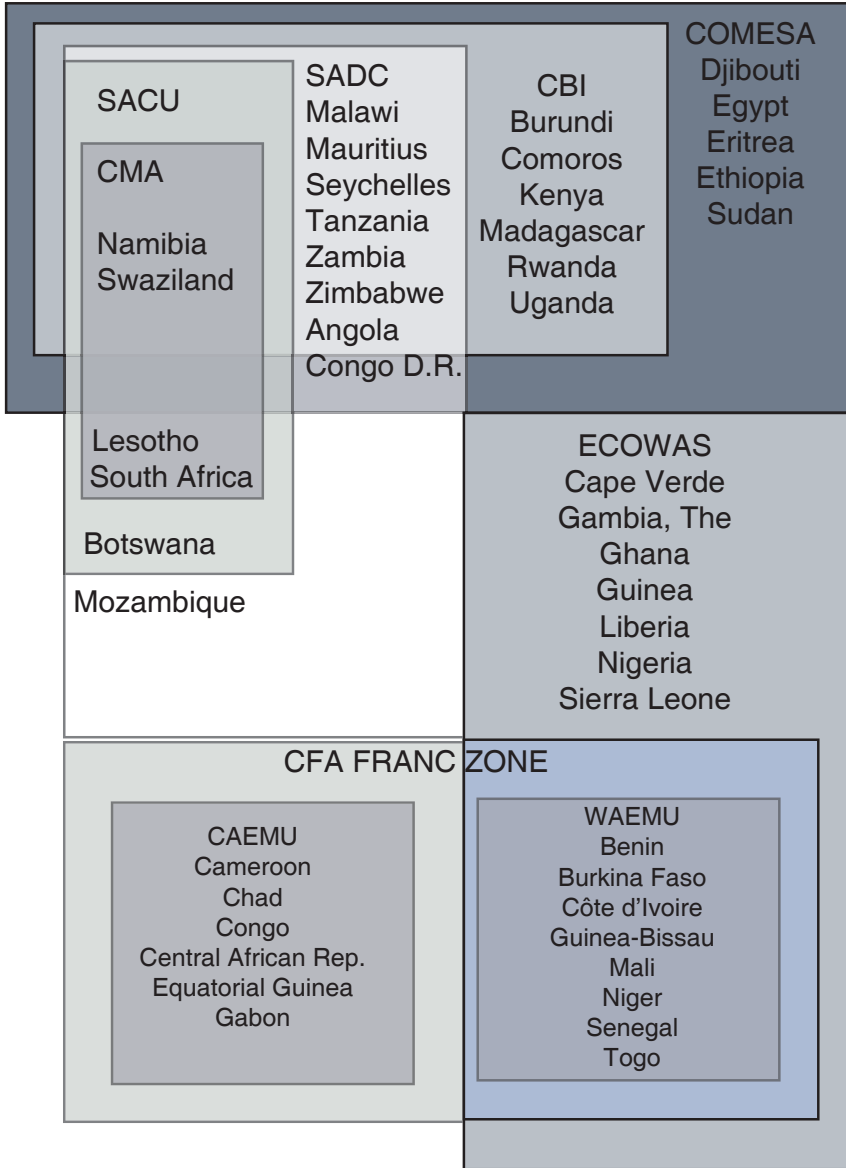 COMESA
Djibouti
Egypt
Eritrea
Ethiopia
Sudan
SACU
CMA
Namibia
Swaziland
SADC
Malawi
Mauritius
Seychelles
Tanzania
Zambia
Zimbabwe
Angola
Congo D.R.
CBI
Burundi
Comoros
Kenya
Madagascar
Rwanda
Uganda
Lesotho
South Africa
Botswana
Mozambique
ECOWAS
Cape Verde
Gambia, The
Ghana
Guinea
Liberia
Nigeria
Sierra Leone
CFA FRANC ZONE
CAEMU
Cameroon
Chad
Congo
Central African Rep.
Equatorial Guinea
Gabon
WAEMU
Benin
Burkina Faso
Côte d’Ivoire
Guinea-Bissau
Mali
Niger
Senegal
Togo